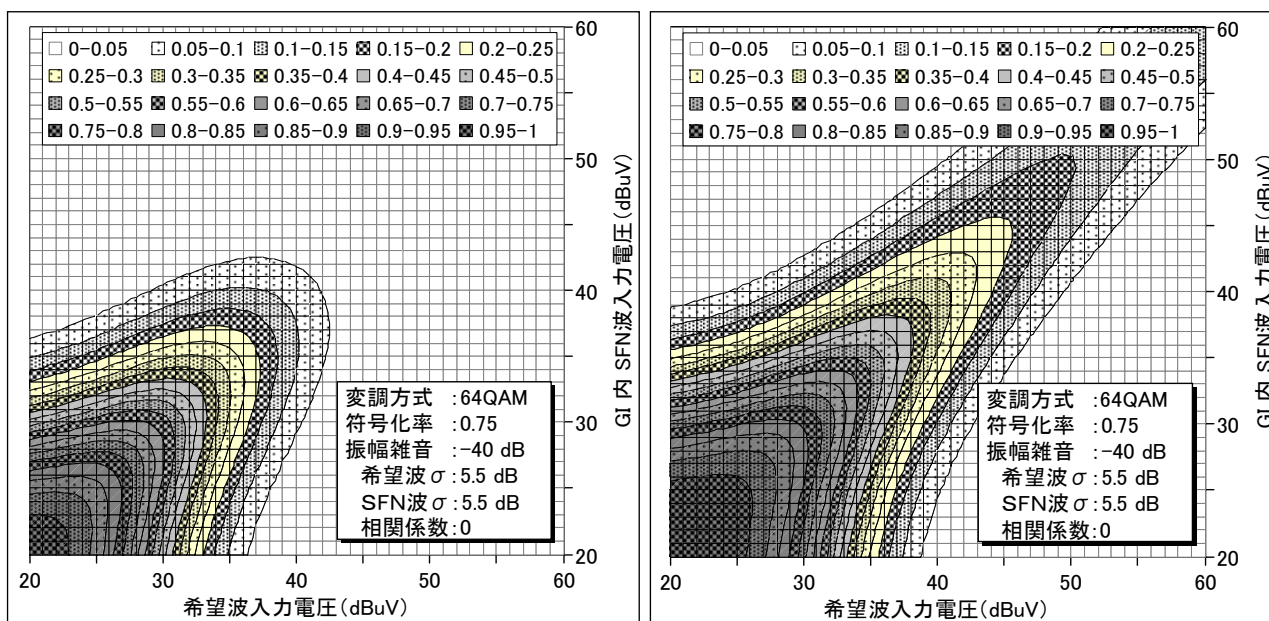 0-0.05 0.05-0.1 0.1-0.15 0.15-0.2 0.2-0.25
0.25-0.3 0.3-0.35 0.35-0.4 0.4-0.45 0.45-0.5
0.5-0.55 0.55-0.6 0.6-0.65 0.65-0.7 0.7-0.75
0.75-0.8 0.8-0.85 0.85-0.9 0.9-0.95 0.95-1
60
50
40
30
20
GI 内 SFN波入力電圧(dBuV)
変調方式 :64QAM
符号化率 :0.75
振幅雑音 :-40 dB
希望波σ:5.5 dB
SFN波σ:5.5 dB
相関係数:0
20 30 40 50 60
希望波入力電圧(dBuV)
0-0.05 0.05-0.1 0.1-0.15 0.15-0.2 0.2-0.25
0.25-0.3 0.3-0.35 0.35-0.4 0.4-0.45 0.45-0.5
0.5-0.55 0.55-0.6 0.6-0.65 0.65-0.7 0.7-0.75
0.75-0.8 0.8-0.85 0.85-0.9 0.9-0.95 0.95-1
60
50
40
30
20
GI 内 SFN波入力電圧(dBuV)
変調方式 :64QAM
符号化率 :0.75
振幅雑音 :-40 dB
希望波σ:5.5 dB
SFN波σ:5.5 dB
相関係数:0
20 30 40 50 60
希望波入力電圧(dBuV)